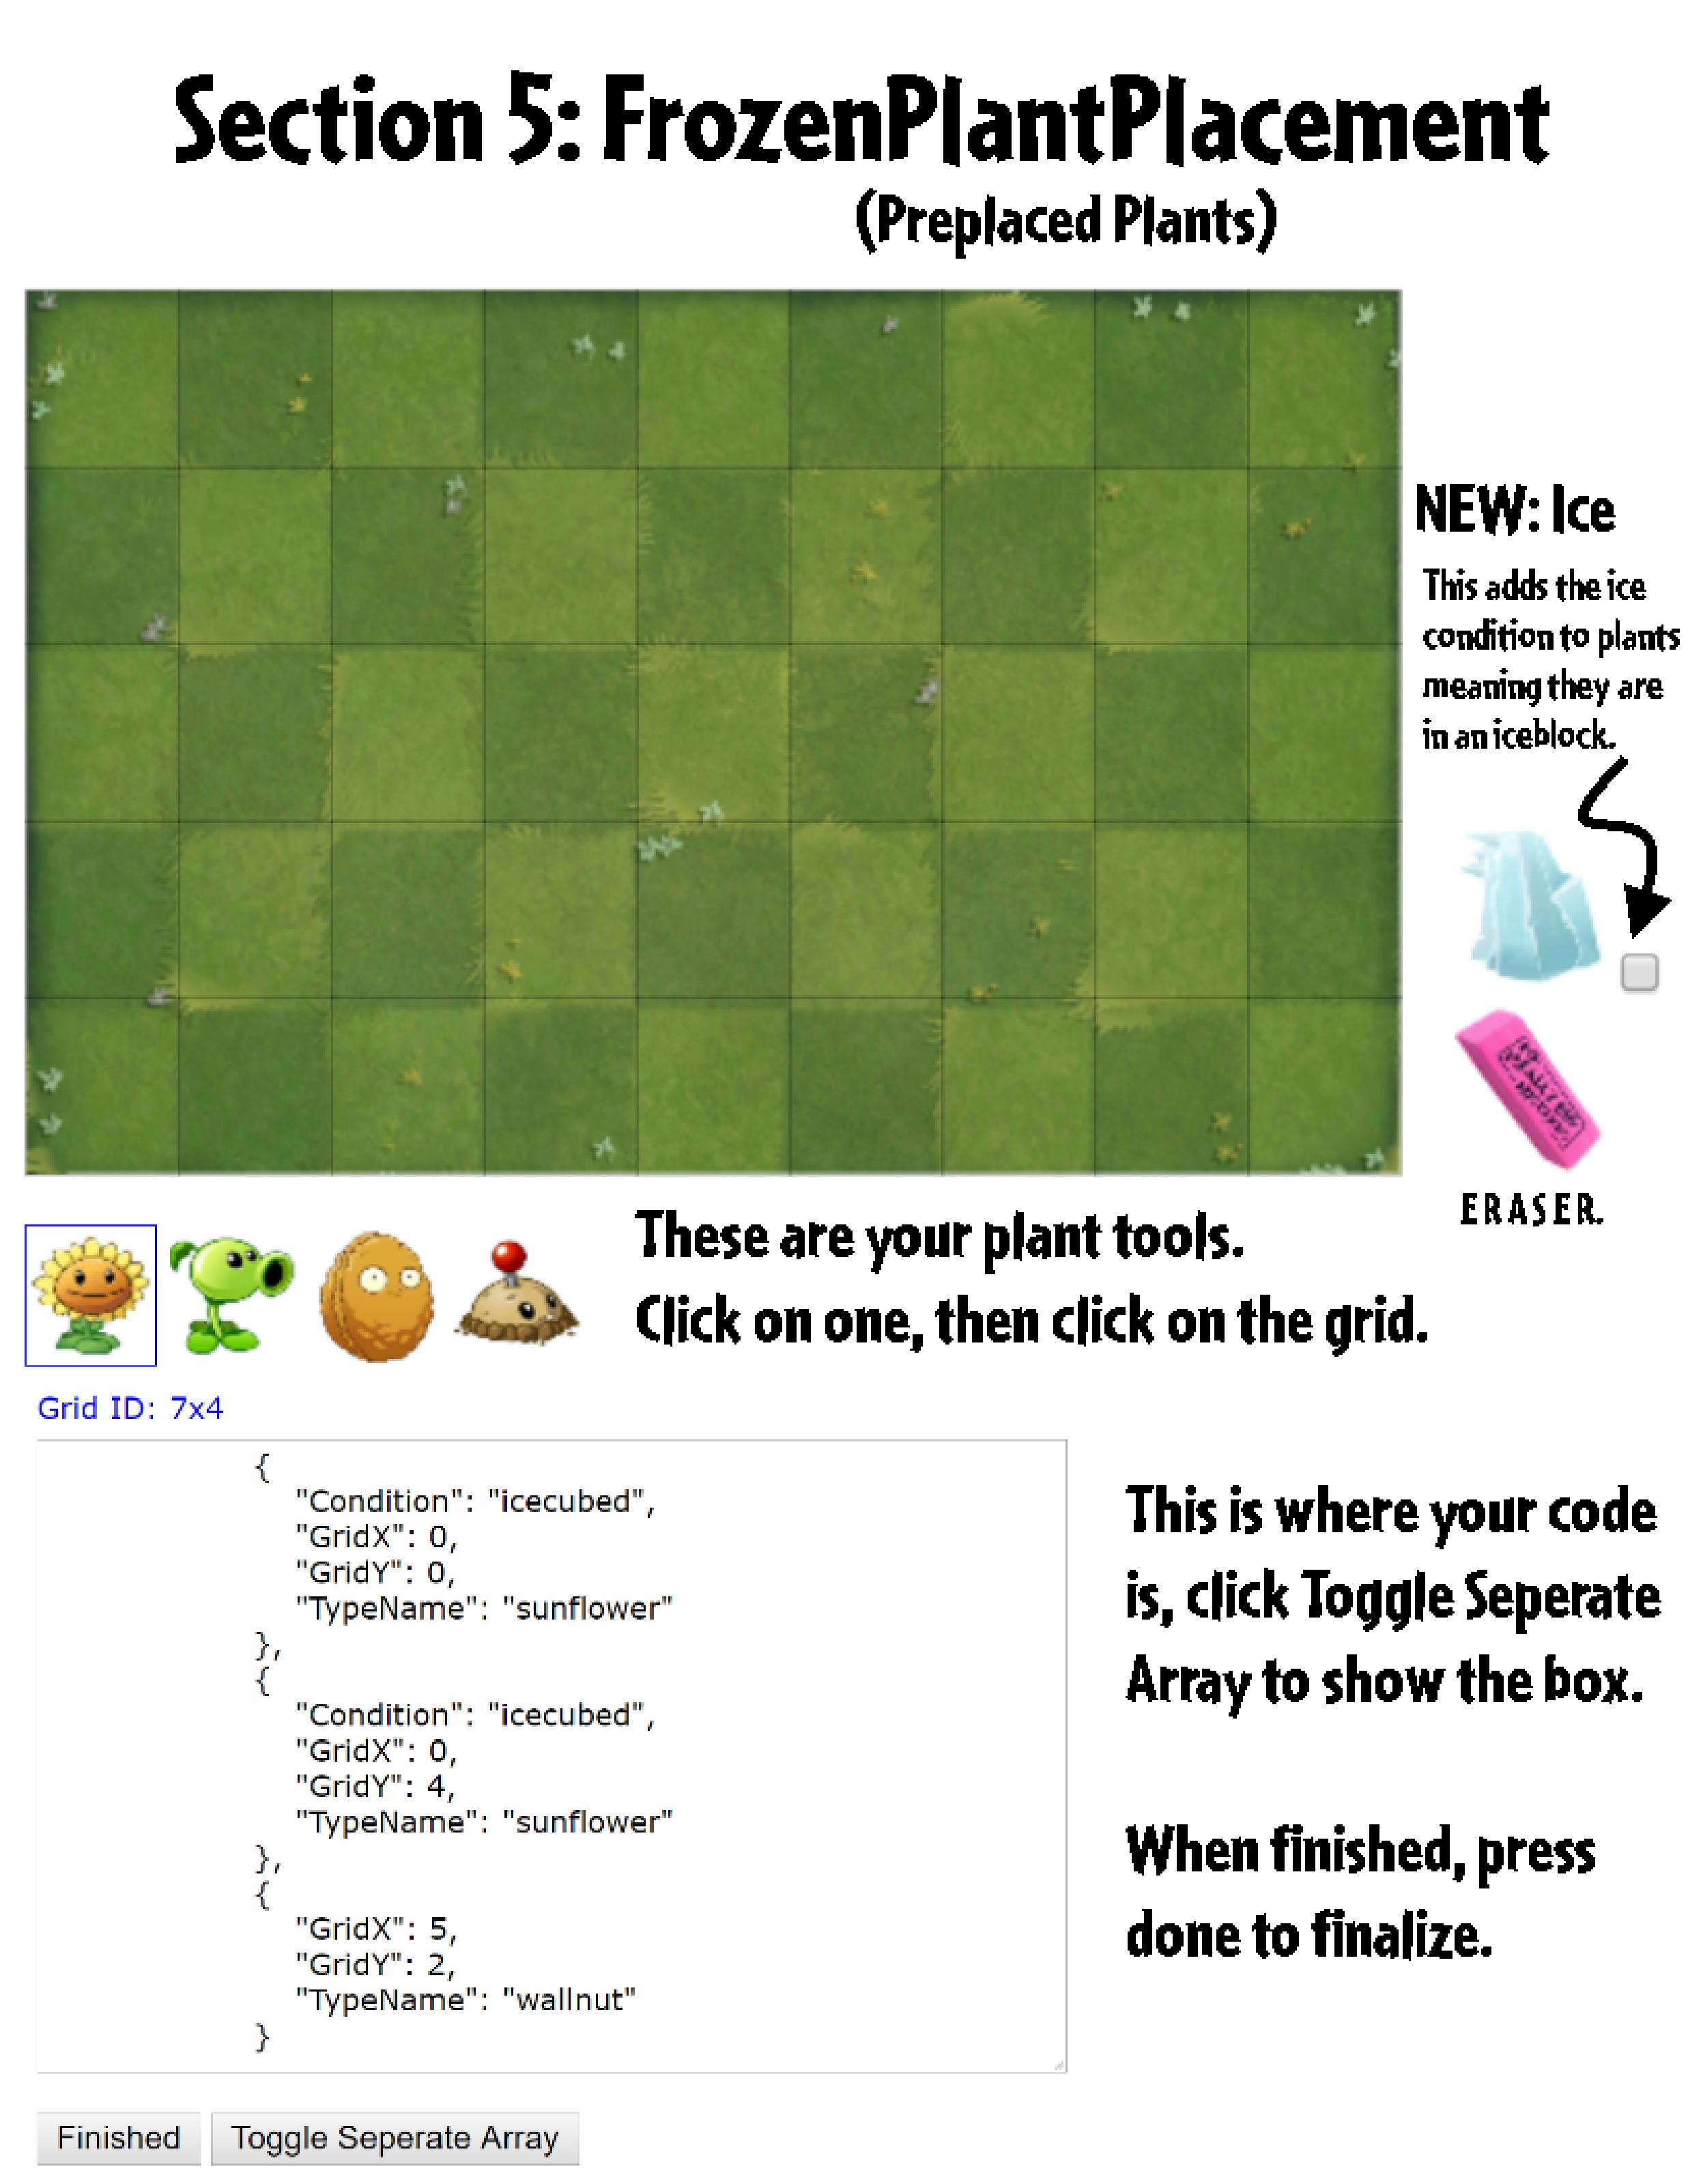 Section 5: FrozenPlantPlacement
(Preplaced Plants)
NEW: Ice
This adds the ice
condition to plants
meaning they are
in an iceblock.
ERASER.
These are your plant tools.
Click on one, then click on the grid.
Grid ID: 7x4
{
"Condition": "icecubed",
"GridX": 0,
"GridY": 0,
"TypeName": "sunflower"
},
{
"Condition": "icecubed",
"GridX": 0,
"GridY": 4,
"TypeName": "sunflower"
},
{
"GridX": 5,
"GridY": 2,
"TypeName": "wallnut"
}
This is where your code
is, click Toggle Seperate
Array to show the box.
When finished, press
done to finalize.
Finished
Toggle Seperate Array